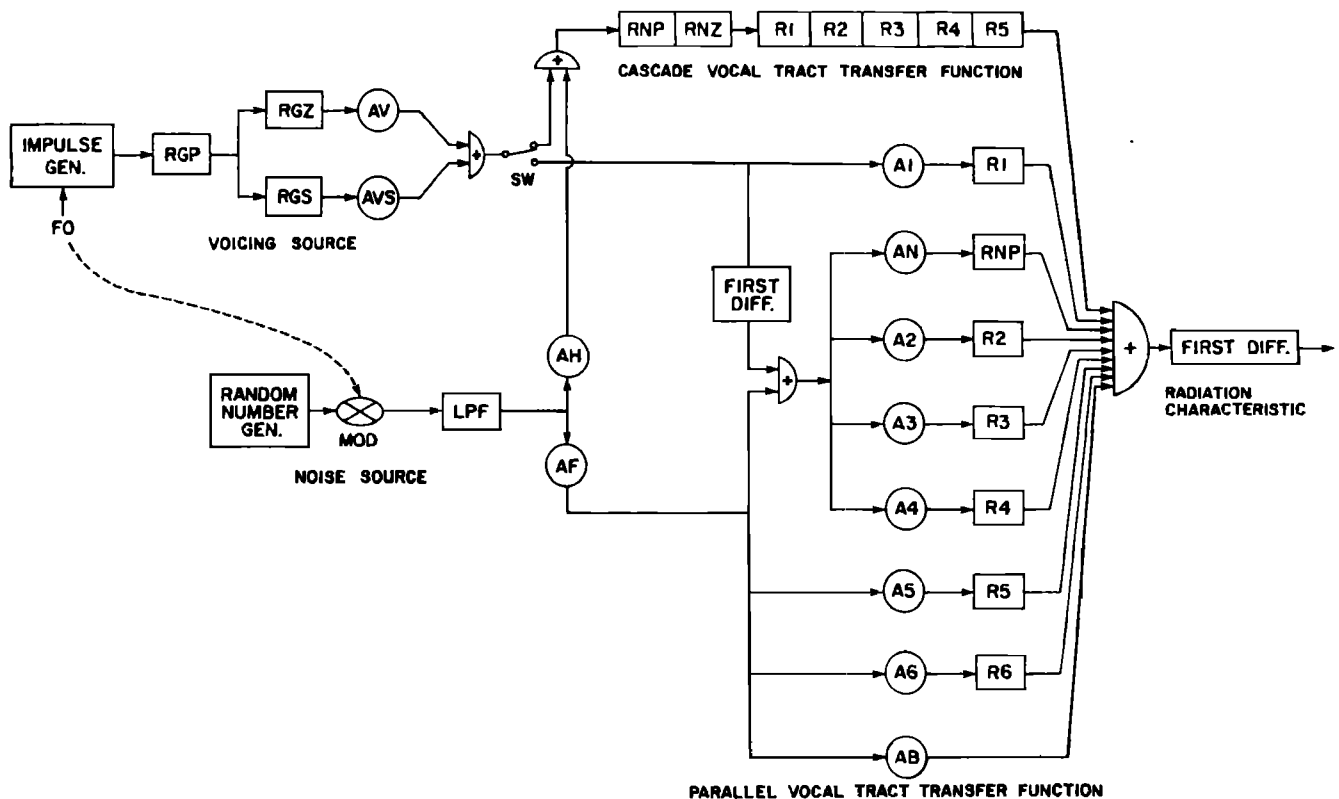 RNP RNZ R1 R2 R3 R4 R5
CASCADE VOCAL TRACT TRANSFER FUNCTION
IMPULSE
GEN.
RGP
RGZ
AV
RGS
AVS
+
+
SW
F0
VOICING SOURCE
A1
R1
AN
RNP
FIRST
DIFF.
A2
R2
+
A3
R3
A4
R4
A5
R5
A6
R6
AB
+
FIRST DIFF.
RADIATION
CHARACTERISTIC
RANDOM
NUMBER
GEN.
MOD
LPF
AH
AF
NOISE SOURCE
PARALLEL VOCAL TRACT TRANSFER FUNCTION